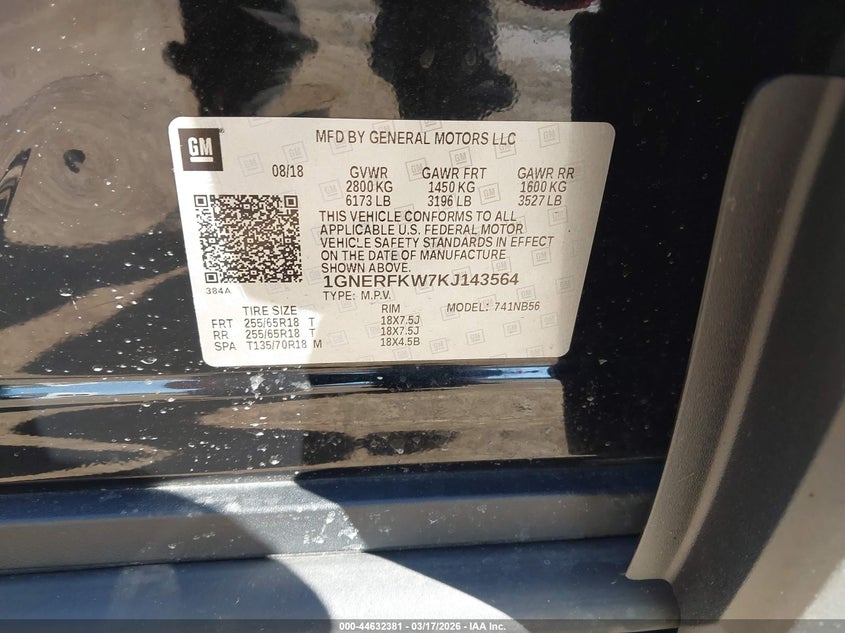 GM
MFD BY GENERAL MOTORS LLC
08/18 GVWR GAWR FRT GAWR RR
2800 KG 1450 KG 1600 KG
6173 LB 3196 LB 3527 LB
THIS VEHICLE CONFORMS TO ALL
APPLICABLE U.S. FEDERAL MOTOR
VEHICLE SAFETY STANDARDS IN EFFECT
ON THE DATE OF MANUFACTURE
SHOWN ABOVE.
384A
1GNERFKW7KJ143564
TYPE: M.P.V. MODEL: 741NB56
TIRE SIZE RIM
FRT 255/65R18 T 18X7.5J
RR 255/65R18 T 18X7.5J
SPA T135/70R18 M 18X4.5B
000-44632381 - 03/17/2026 - IAA Inc.